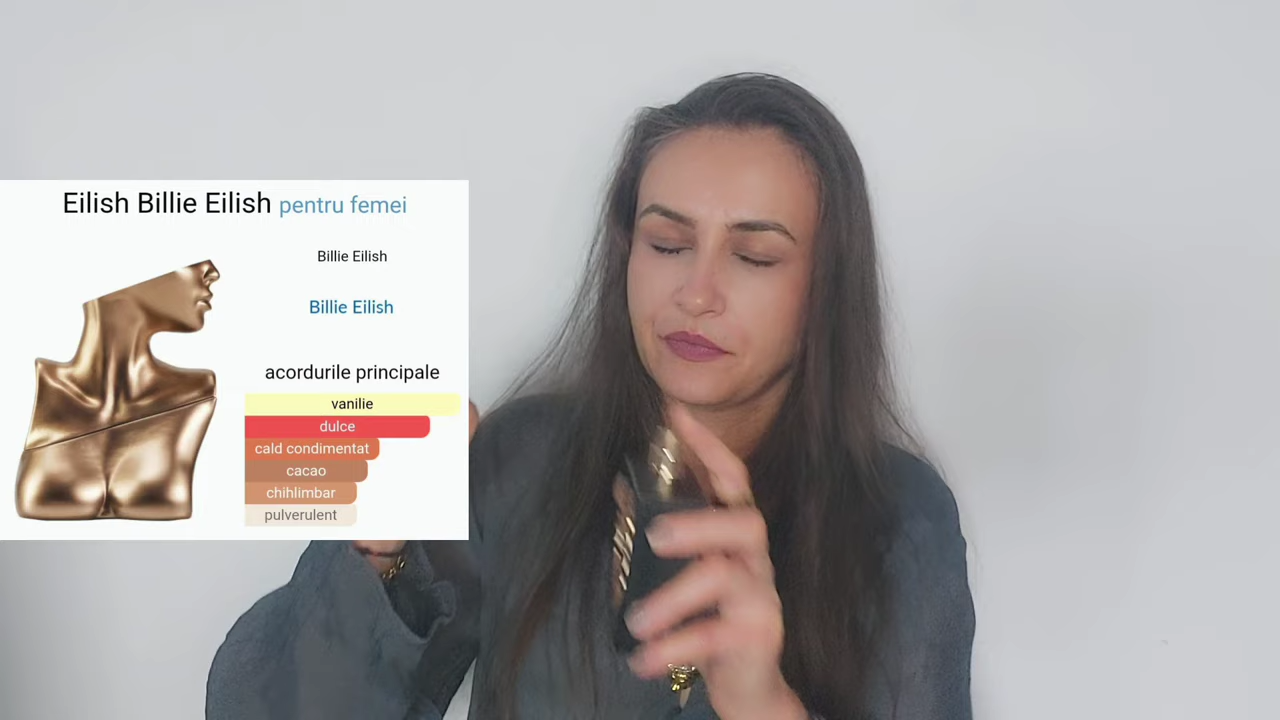 Eilish Billie Eilish pentru femei
Billie Eilish
Billie Eilish
acordurile principale
vanilie
dulce
cald condimentat
cacao
chihlimbar
pulverulent